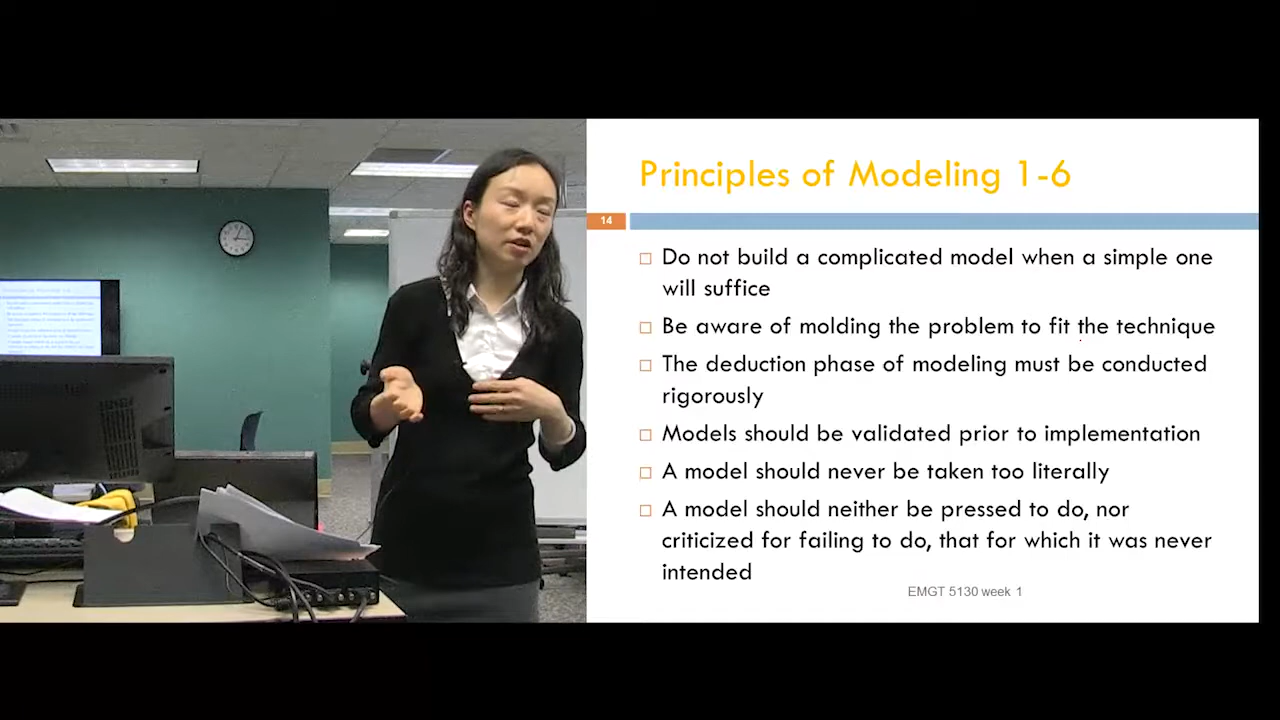 Principles of Modeling 1-6
14
Do not build a complicated model when a simple one
will suffice
Be aware of molding the problem to fit the technique
The deduction phase of modeling must be conducted
rigorously
Models should be validated prior to implementation
A model should never be taken too literally
A model should neither be pressed to do, nor
criticized for failing to do, that for which it was never
intended
EMGT 5130 week 1